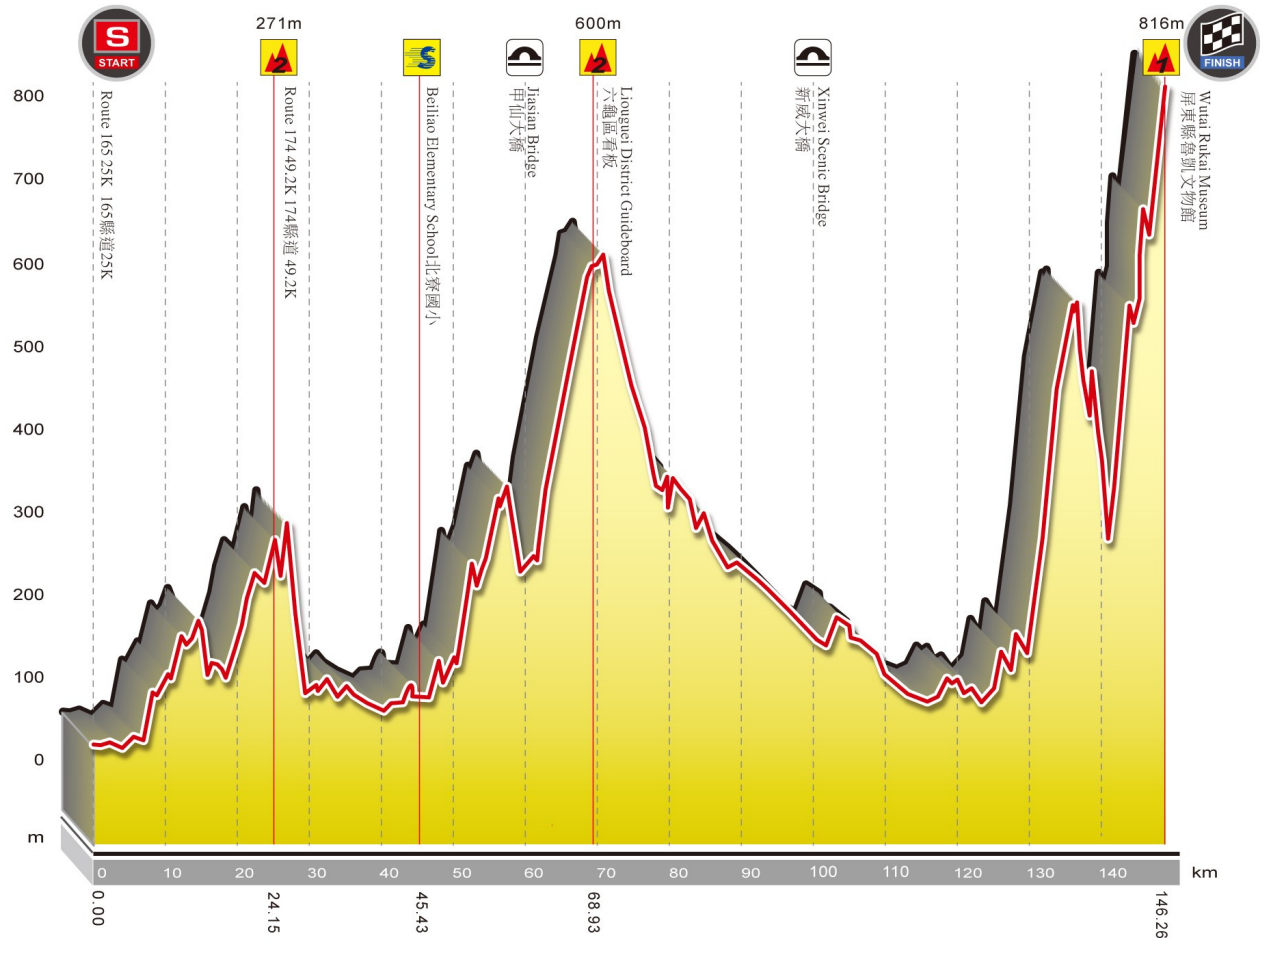 271m
600m
816m
S
START
2
S
2
1
FINISH
Route 165 25K 165縣道25K
Route 174 49.2K 174縣道 49.2K
Beiliao Elementary School北寮國小
Jiasian Bridge
甲仙大橋
Liouguei District Guideboard
六龜區看板
Xinwei Scenic Bridge
新威大橋
Wutai Rukai Museum
屏東縣魯凱文物館
800
700
600
500
400
300
200
100
0
m
0 10 20 30 40 50 60 70 80 90 100 110 120 130 140 km
0.00
24.15
45.43
68.93
146.26